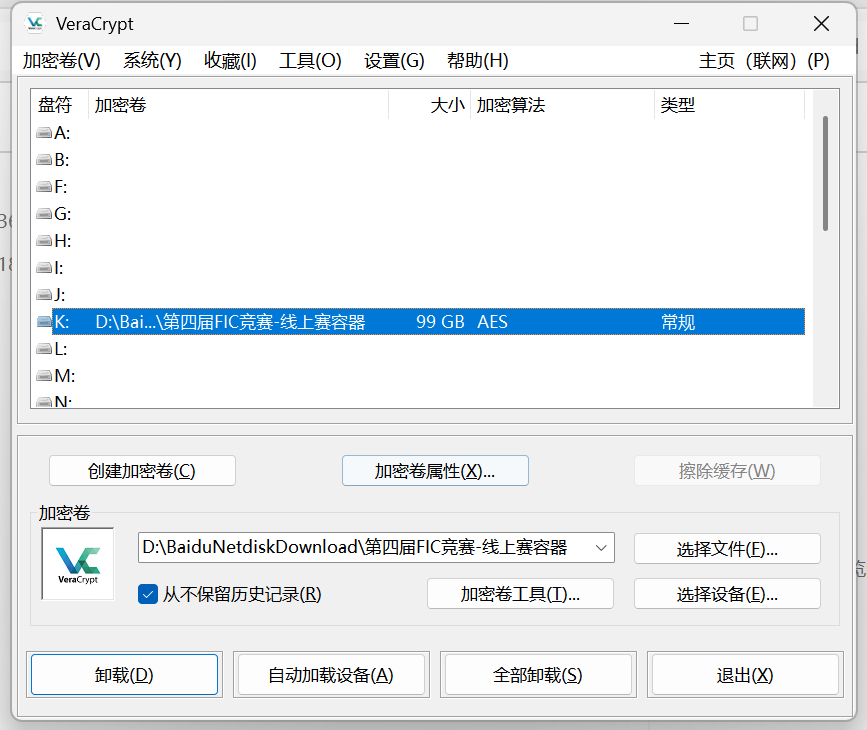 VeraCrypt
加密卷(V) 系统(Y) 收藏(I) 工具(O) 设置(G) 帮助(H) 主页（联网）(P)
盘符 加密卷 大小 加密算法 类型
A:
B:
F:
G:
H:
I:
J:
K: D:\Bai...\第四届FIC竞赛-线上赛容器 99 GB AES 常规
L:
M:
N:
创建加密卷(C) 加密卷属性(X)... 擦除缓存(W)
加密卷
VeraCrypt
D:\BaiduNetdiskDownload\第四届FIC竞赛-线上赛容器 选择文件(F)...
从不保留历史记录(R) 加密卷工具(T)... 选择设备(E)...
卸载(D) 自动加载设备(A) 全部卸载(S) 退出(X)